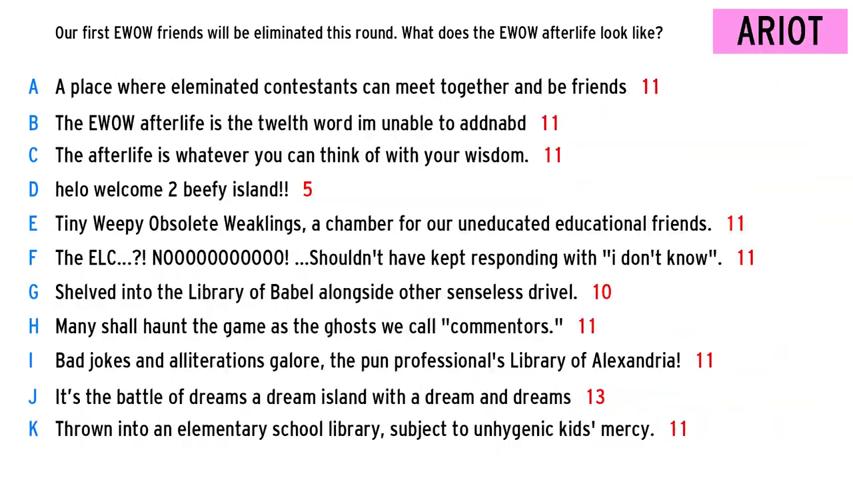 Our first EWOW friends will be eliminated this round. What does the EWOW afterlife look like?
ARIOT
A A place where eleminated contestants can meet together and be friends 11
B The EWOW afterlife is the twelth word im unable to addnabd 11
C The afterlife is whatever you can think of with your wisdom. 11
D helo welcome 2 beefy island!! 5
E Tiny Weepy Obsolete Weaklings, a chamber for our uneducated educational friends. 11
F The ELC...?! NOOOOOOOOOOO! ...Shouldn't have kept responding with "i don't know". 11
G Shelved into the Library of Babel alongside other senseless drivel. 10
H Many shall haunt the game as the ghosts we call "commentors." 11
I Bad jokes and alliterations galore, the pun professional's Library of Alexandria! 11
J It’s the battle of dreams a dream island with a dream and dreams 13
K Thrown into an elementary school library, subject to unhygenic kids' mercy. 11